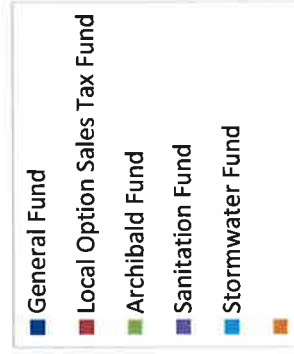 General Fund
Local Option Sales Tax Fund
Archibald Fund
Sanitation Fund
Stormwater Fund